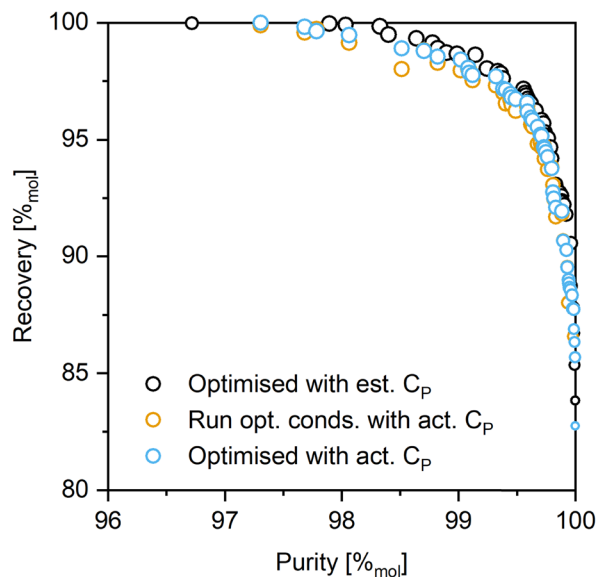 100
95
90
85
80
Recovery [%mol]
Optimised with est. CP
Run opt. conds. with act. CP
Optimised with act. CP
96 97 98 99 100
Purity [%mol]